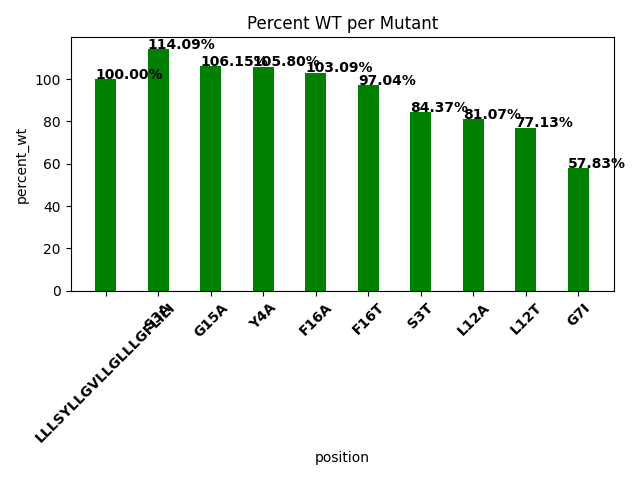 Percent WT per Mutant
114.09%
100.00%
106.15%
105.80%
103.09%
97.04%
84.37%
81.07%
77.13%
57.83%
percent_wt
100
80
60
40
20
0
LLLSYLLGVLLGLLLGFLILI
S3A
G15A
Y4A
F16A
F16T
S3T
L12A
L12T
G7I
position